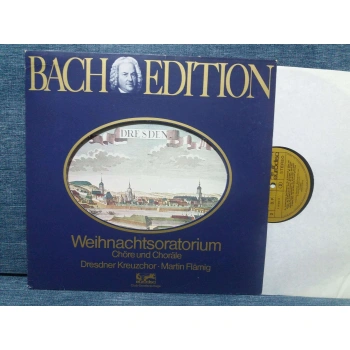 BACH EDITION
DRESDEN
Weihnachtsoratorium
Chöre und Choräle
Dresdner Kreuzchor · Martin Flämig